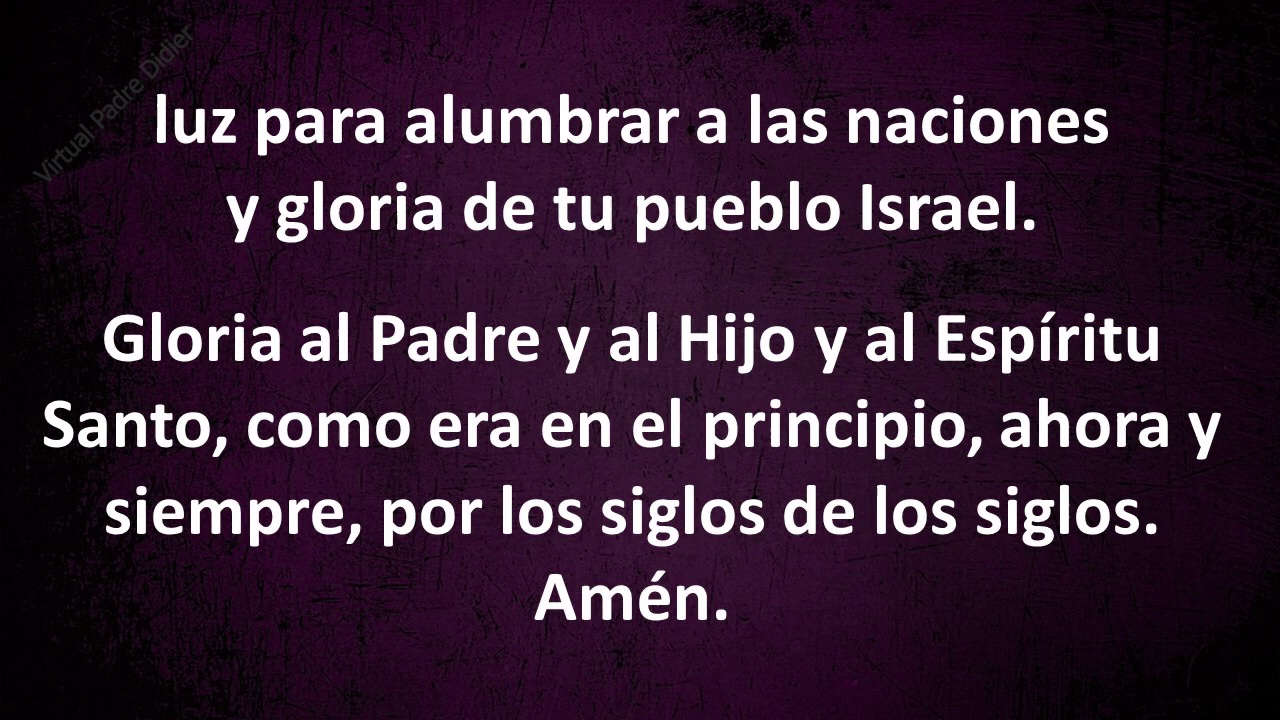 Virtual Padre Didier
luz para alumbrar a las naciones
y gloria de tu pueblo Israel.
Gloria al Padre y al Hijo y al Espíritu
Santo, como era en el principio, ahora y
siempre, por los siglos de los siglos.
Amén.